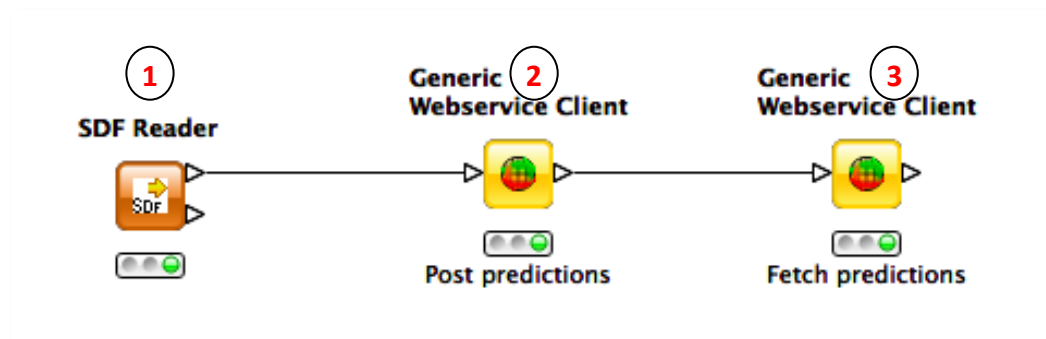 1
SDF Reader
SDF
Generic 2
Webservice Client
Post predictions
Generic 3
Webservice Client
Fetch predictions